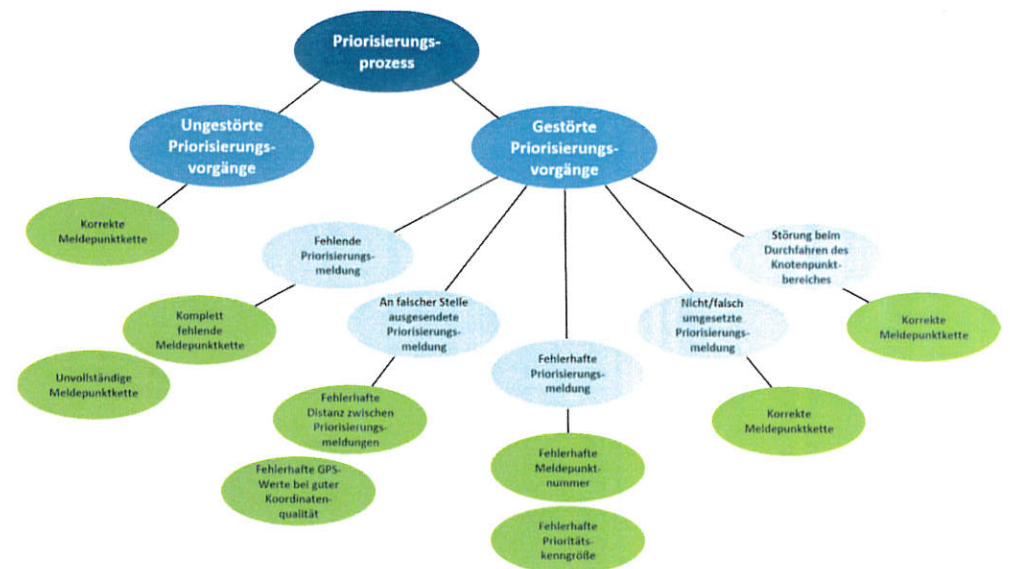 Priorisierungs-
prozess
Ungestörte
Priorisierungs-
vorgänge
Gestörte
Priorisierungs-
vorgänge
Korrekte
Meldepunktkette
Fehlende
Priorisierungs-
meldung
Störung beim
Durchfahren des
Knotenpunkt-
bereiches
Komplett
fehlende
Meldepunktkette
An falscher Stelle
ausgesendete
Priorisierungs-
meldung
Nicht/falsch
umgesetzte
Priorisierungs-
meldung
Korrekte
Meldepunktkette
Unvollständige
Meldepunktkette
Fehlerhafte
Priorisierungs-
meldung
Fehlerhafte
Distanz zwischen
Priorisierungs-
meldungen
Korrekte
Meldepunktkette
Fehlerhafte GPS-
Werte bei guter
Koordinaten-
qualität
Fehlerhafte
Meldepunkt-
nummer
Fehlerhafte
Prioritäts-
kenngröße